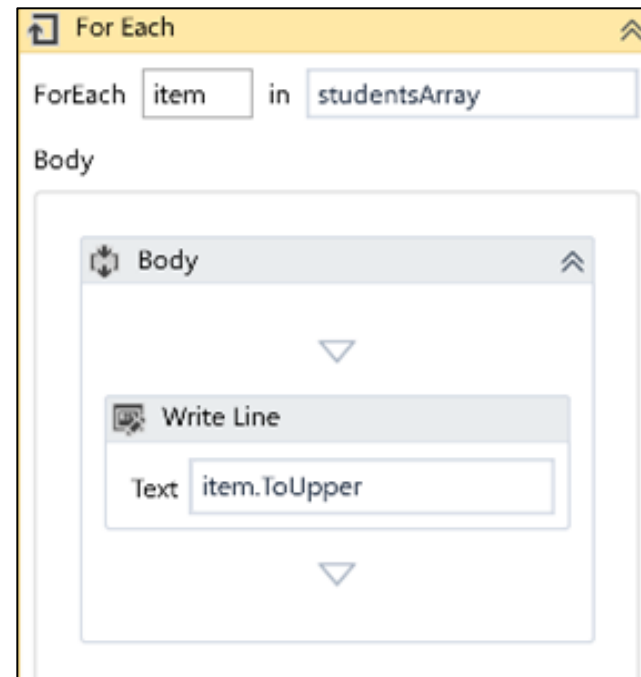 For Each
ForEach item in studentsArray
Body
Body
Write Line
Text item.ToUpper